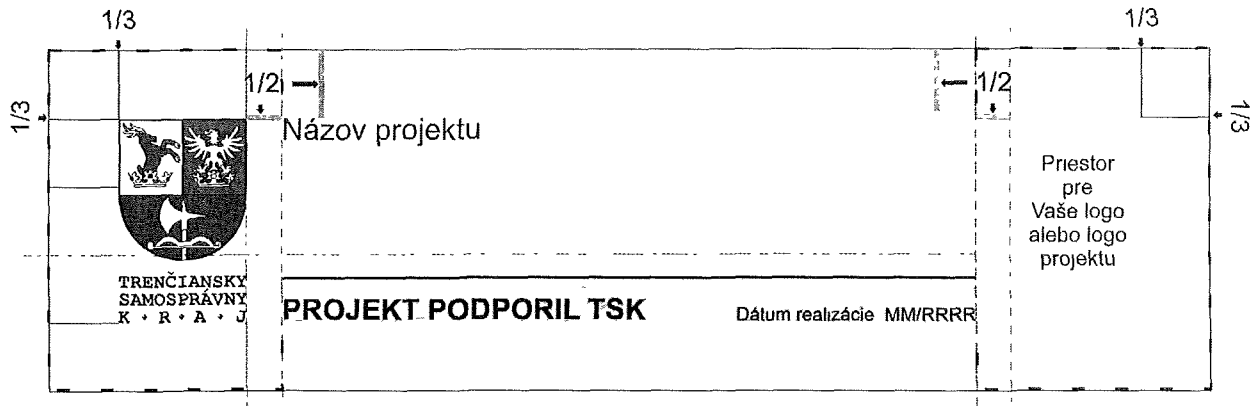 1/3
1/3
1/2
1/2
1/3
1/3
Názov projektu
Priestor
pre
Vaše logo
alebo logo
projektu
TRENČIANSKY
SAMOSPRÁVNY
K • R • A • J
PROJEKT PODPORIL TSK
Dátum realizácie MM/RRRR